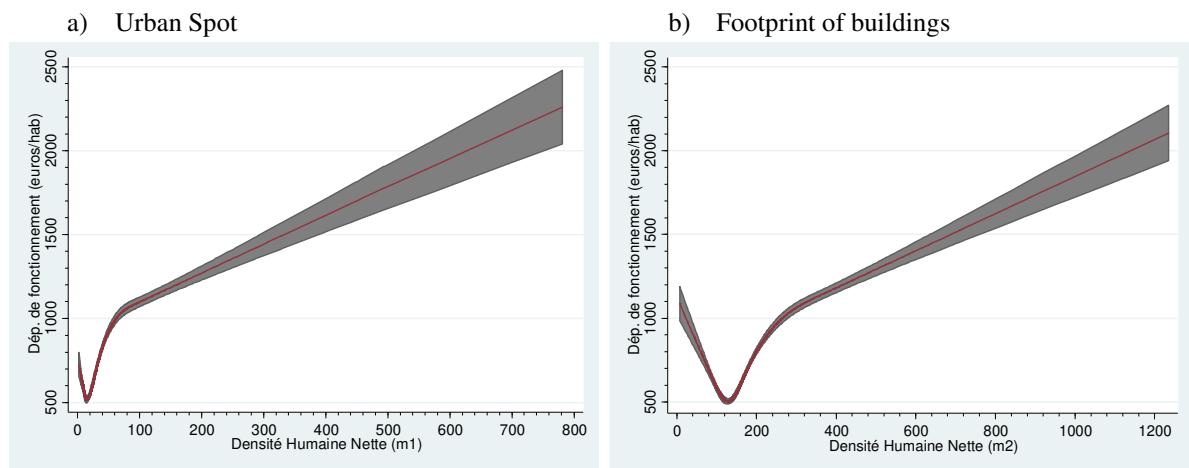 a) Urban Spot
2500
2000
1500
1000
500
Dép. de fonctionnement (euros/hab)
0 100 200 300 400 500 600 700 800
Densité Humaine Nette (m1)
b) Footprint of buildings
2500
2000
1500
1000
500
Dép. de fonctionnement (euros/hab)
0 200 400 600 800 1000 1200
Densité Humaine Nette (m2)